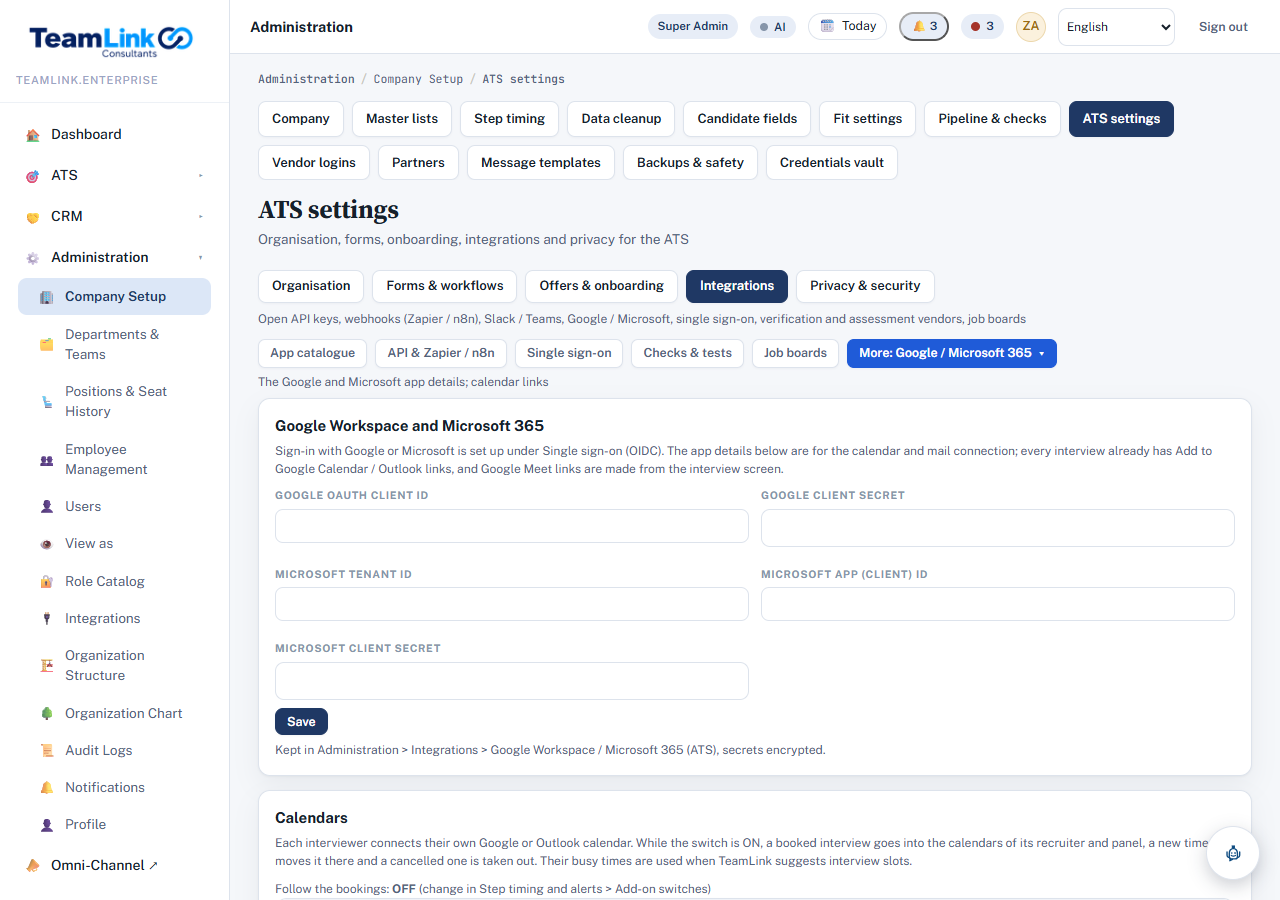 TeamLink
Consultants
TEAMLINK.ENTERPRISE
Dashboard
ATS
CRM
Administration
Company Setup
Departments &
Teams
Positions & Seat
History
Employee
Management
Users
View as
Role Catalog
Integrations
Organization
Structure
Organization Chart
Audit Logs
Notifications
Profile
Omni-Channel ↗
Administration
Super Admin
AI
Today
3
3
ZA
English
Sign out
Administration / Company Setup / ATS settings
Company
Master lists
Step timing
Data cleanup
Candidate fields
Fit settings
Pipeline & checks
ATS settings
Vendor logins
Partners
Message templates
Backups & safety
Credentials vault
ATS settings
Organisation, forms, onboarding, integrations and privacy for the ATS
Organisation
Forms & workflows
Offers & onboarding
Integrations
Privacy & security
Open API keys, webhooks (Zapier / n8n), Slack / Teams, Google / Microsoft, single sign-on, verification and assessment vendors, job boards
App catalogue
API & Zapier / n8n
Single sign-on
Checks & tests
Job boards
More: Google / Microsoft 365
The Google and Microsoft app details; calendar links
Google Workspace and Microsoft 365
Sign-in with Google or Microsoft is set up under Single sign-on (OIDC). The app details below are for the calendar and mail connection; every interview already has Add to
Google Calendar / Outlook links, and Google Meet links are made from the interview screen.
GOOGLE OAUTH CLIENT ID
GOOGLE CLIENT SECRET
MICROSOFT TENANT ID
MICROSOFT APP (CLIENT) ID
MICROSOFT CLIENT SECRET
Save
Kept in Administration > Integrations > Google Workspace / Microsoft 365 (ATS), secrets encrypted.
Calendars
Each interviewer connects their own Google or Outlook calendar. While the switch is ON, a booked interview goes into the calendars of its recruiter and panel, a new time
moves it there and a cancelled one is taken out. Their busy times are used when TeamLink suggests interview slots.
Follow the bookings: OFF (change in Step timing and alerts > Add-on switches)